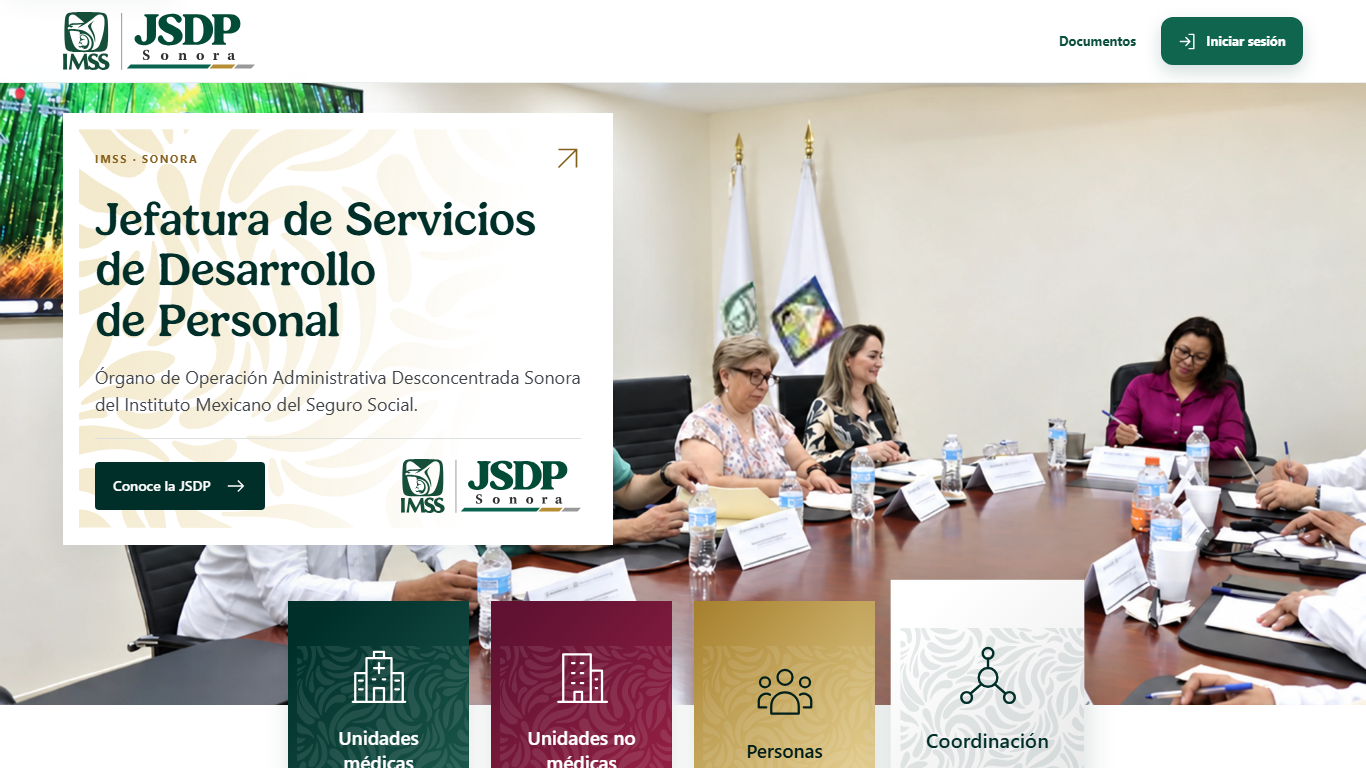 IMSS
JSDP
Sonora
Documentos
Iniciar sesión
IMSS · SONORA
Jefatura de Servicios
de Desarrollo
de Personal
Órgano de Operación Administrativa Desconcentrada Sonora
del Instituto Mexicano del Seguro Social.
Conoce la JSDP
IMSS
JSDP
Sonora
Unidades
médicas
Unidades no
médicas
Personas
Coordinación